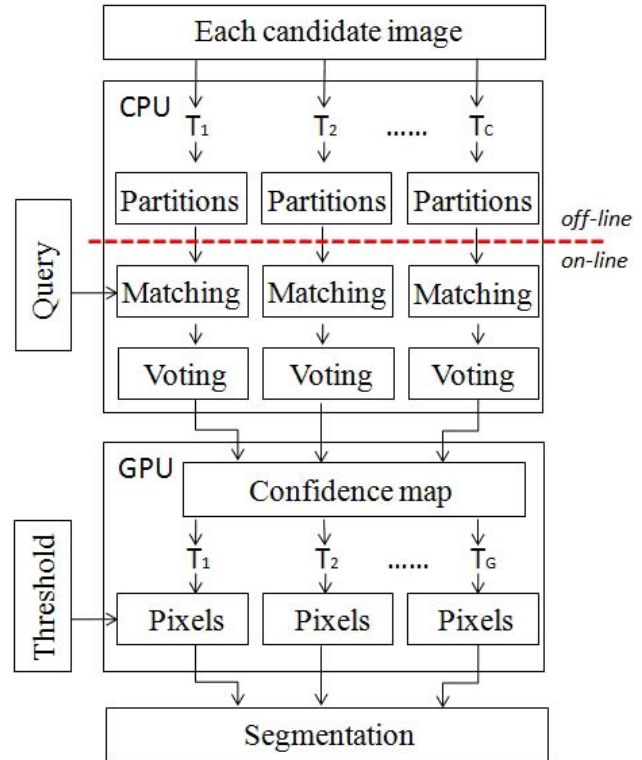 Each candidate image
CPU
T1 T2 ...... TC
Partitions Partitions Partitions
off-line
on-line
Query
Matching Matching Matching
Voting Voting Voting
GPU
Confidence map
T1 T2 ...... TG
Threshold
Pixels Pixels Pixels
Segmentation